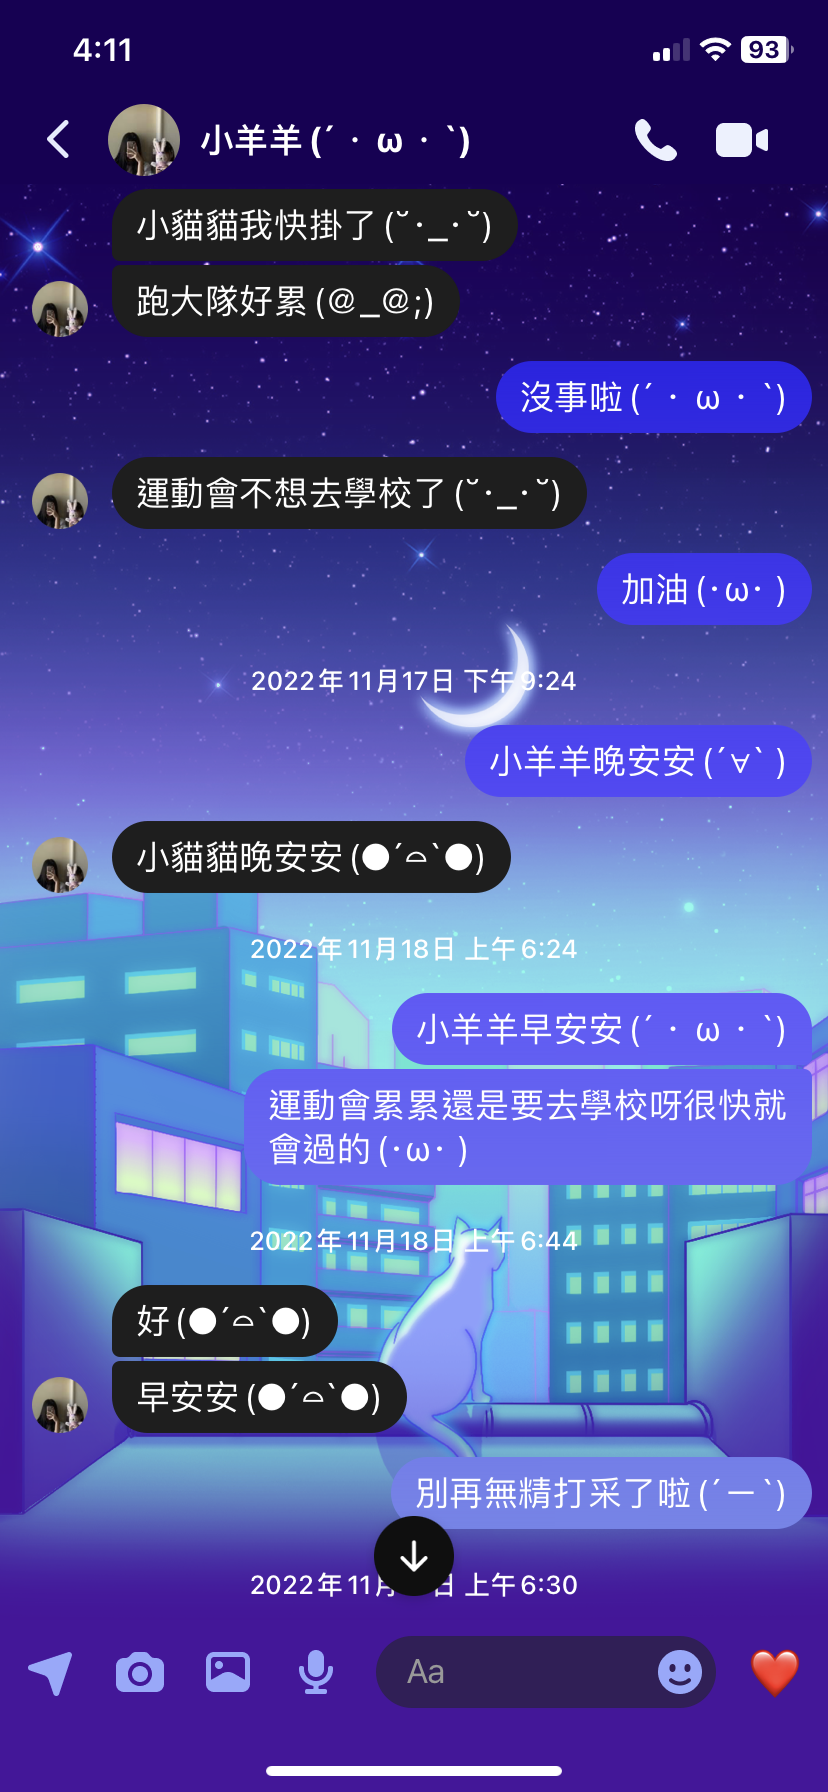 4:11
93
小羊羊 (´・ω・`)
小貓貓我快掛了 (˘･_･˘)
跑大隊好累 (@_@;)
沒事啦 (´・ω・`)
運動會不想去學校了 (˘･_･˘)
加油 (･ω･ )
2022年11月17日 下午9:24
小羊羊晚安安 (´∀` )
小貓貓晚安安 (●´⌓`●)
2022年11月18日 上午6:24
小羊羊早安安 (´・ω・`)
運動會累累還是要去學校呀很快就
會過的 (･ω･ )
2022年11月18日 上午6:44
好 (●´⌓`●)
早安安 (●´⌓`●)
別再無精打采了啦 (´ー`)
2022年11月 日 上午6:30
Aa